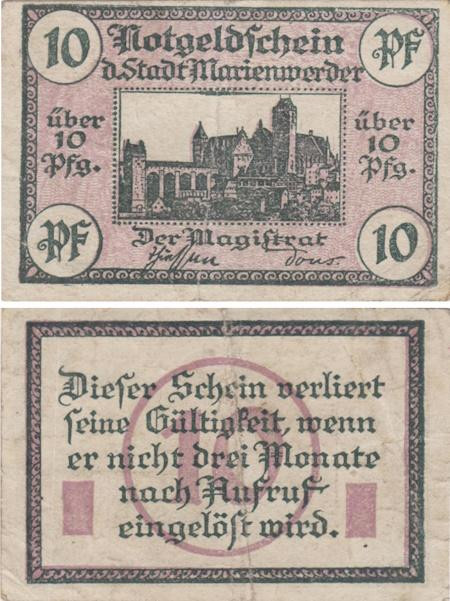 10 Notgeldschein Pf
d. Stadt Marienwerder
über
10
Pfg.
über
10
Pfg.
Pf Der Magistrat 10
Dieser Schein verliert
seine Gültigkeit, wenn
er nicht drei Monate
nach Aufruf
eingelöst wird.
10